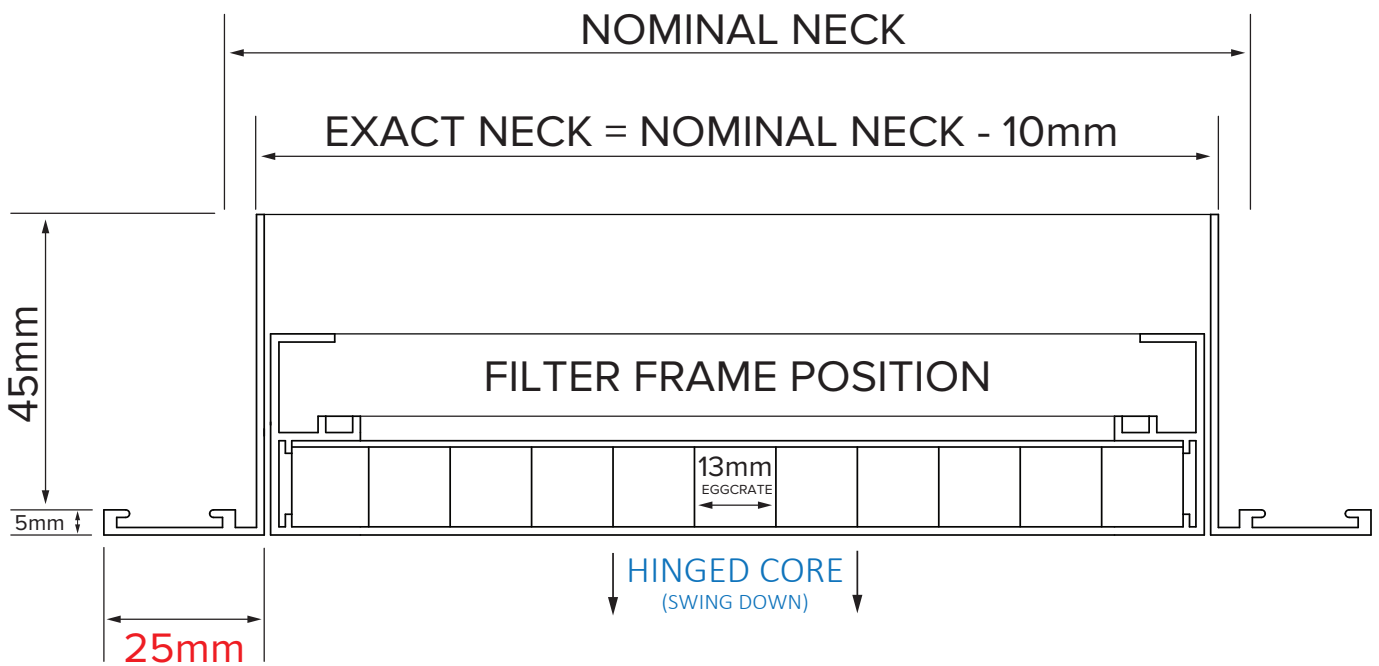 NOMINAL NECK
EXACT NECK = NOMINAL NECK - 10mm
45mm
FILTER FRAME POSITION
13mm
EGGCRATE
5mm
HINGED CORE
(SWING DOWN)
25mm